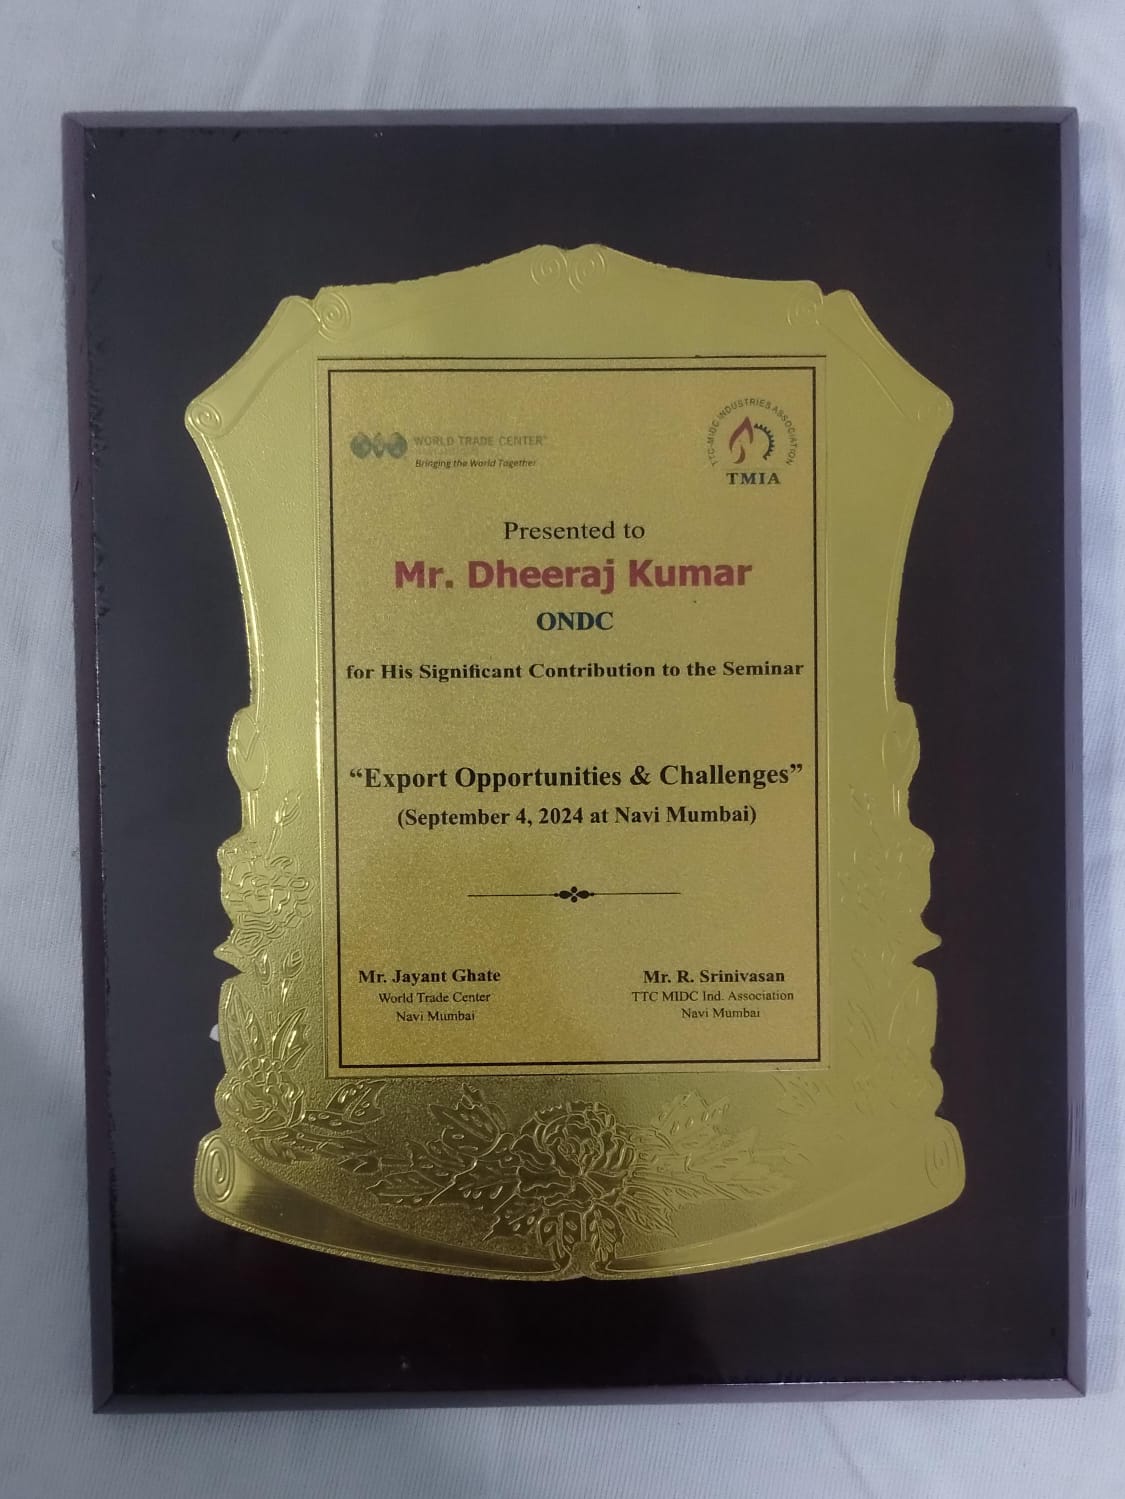 WORLD TRADE CENTER
Bringing the World Together
TTC-MIDC INDUSTRIES ASSOCIATION
TMIA
Presented to
Mr. Dheeraj Kumar
ONDC
for His Significant Contribution to the Seminar
“Export Opportunities & Challenges”
(September 4, 2024 at Navi Mumbai)
Mr. Jayant Ghate
World Trade Center
Navi Mumbai
Mr. R. Srinivasan
TTC MIDC Ind. Association
Navi Mumbai